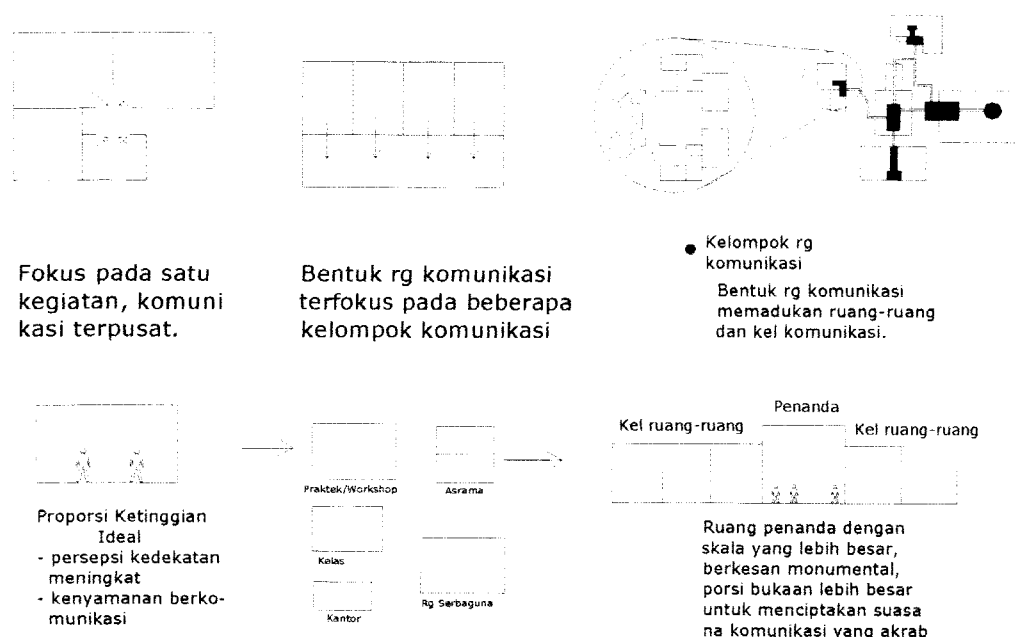 Fokus pada satu
kegiatan, komuni
kasi terpusat.
Bentuk rg komunikasi
terfokus pada beberapa
kelompok komunikasi
Kelompok rg
komunikasi
Bentuk rg komunikasi
memadukan ruang-ruang
dan kel komunikasi.
Proporsi Ketinggian
Ideal
- persepsi kedekatan
meningkat
- kenyamanan berko-
munikasi
Praktek/Workshop
Asrama
Kelas
Rg Serbaguna
Kantor
Penanda
Kel ruang-ruang
Kel ruang-ruang
Ruang penanda dengan
skala yang lebih besar,
berkesan monumental,
porsi bukaan lebih besar
untuk menciptakan suasa
na komunikasi yang akrab